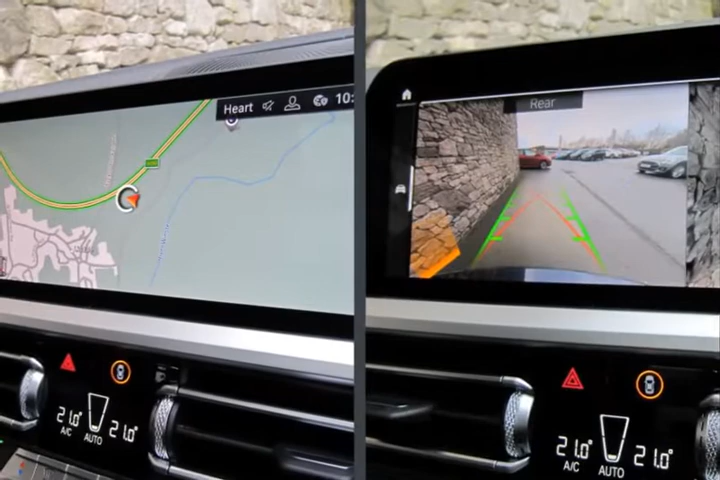 Heart 10:
21.0° 21.0°
A/C AUTO
Rear
21.0° 21.0°
A/C AUTO